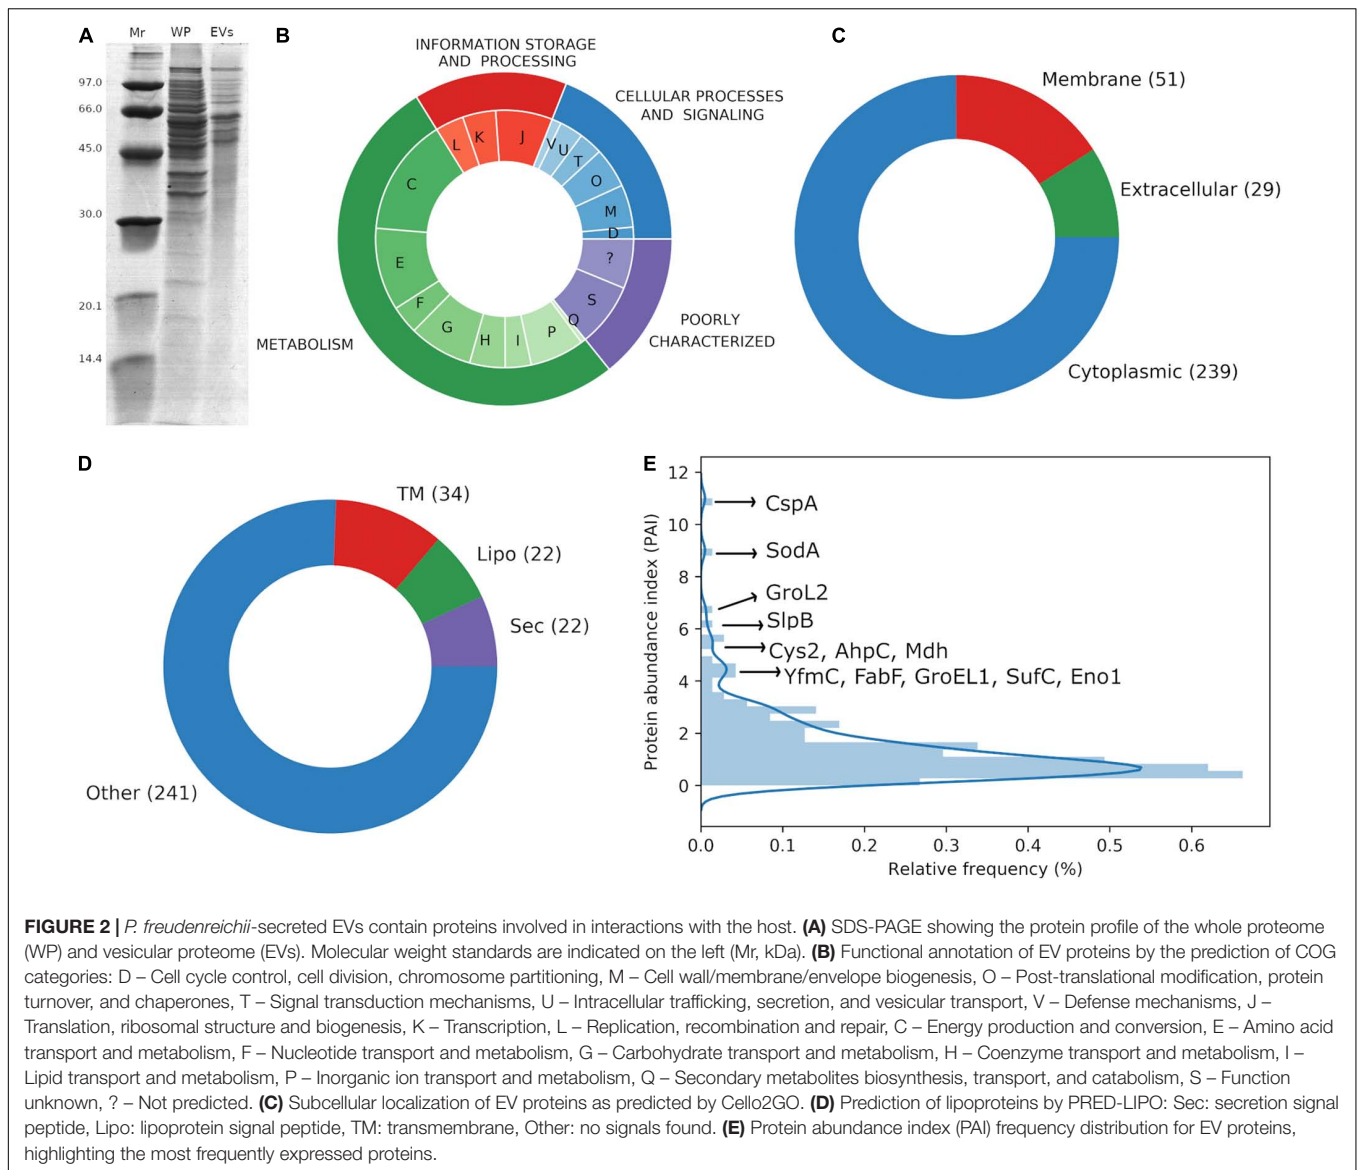 A
Mr WP EVs
97.0
66.0
45.0
30.0
20.1
14.4
B
INFORMATION STORAGE
AND PROCESSING
CELLULAR PROCESSES
AND SIGNALING
POORLY
CHARACTERIZED
METABOLISM
L K J V U T O M D ? S Q P I H G F E C
C
Membrane (51)
Extracellular (29)
Cytoplasmic (239)
D
TM (34)
Lipo (22)
Sec (22)
Other (241)
E
Protein abundance index (PAI)
12
10
8
6
4
2
0
CspA
SodA
GroL2
SlpB
Cys2, AhpC, Mdh
YfmC, FabF, GroEL1, SufC, Eno1
0.0 0.1 0.2 0.3 0.4 0.5 0.6
Relative frequency (%)
FIGURE 2 | P. freudenreichii-secreted EVs contain proteins involved in interactions with the host. (A) SDS-PAGE showing the protein profile of the whole proteome
(WP) and vesicular proteome (EVs). Molecular weight standards are indicated on the left (Mr, kDa). (B) Functional annotation of EV proteins by the prediction of COG
categories: D – Cell cycle control, cell division, chromosome partitioning, M – Cell wall/membrane/envelope biogenesis, O – Post-translational modification, protein
turnover, and chaperones, T – Signal transduction mechanisms, U – Intracellular trafficking, secretion, and vesicular transport, V – Defense mechanisms, J –
Translation, ribosomal structure and biogenesis, K – Transcription, L – Replication, recombination and repair, C – Energy production and conversion, E – Amino acid
transport and metabolism, F – Nucleotide transport and metabolism, G – Carbohydrate transport and metabolism, H – Coenzyme transport and metabolism, I –
Lipid transport and metabolism, P – Inorganic ion transport and metabolism, Q – Secondary metabolites biosynthesis, transport, and catabolism, S – Function
unknown, ? – Not predicted. (C) Subcellular localization of EV proteins as predicted by Cello2GO. (D) Prediction of lipoproteins by PRED-LIPO: Sec: secretion signal
peptide, Lipo: lipoprotein signal peptide, TM: transmembrane, Other: no signals found. (E) Protein abundance index (PAI) frequency distribution for EV proteins,
highlighting the most frequently expressed proteins.